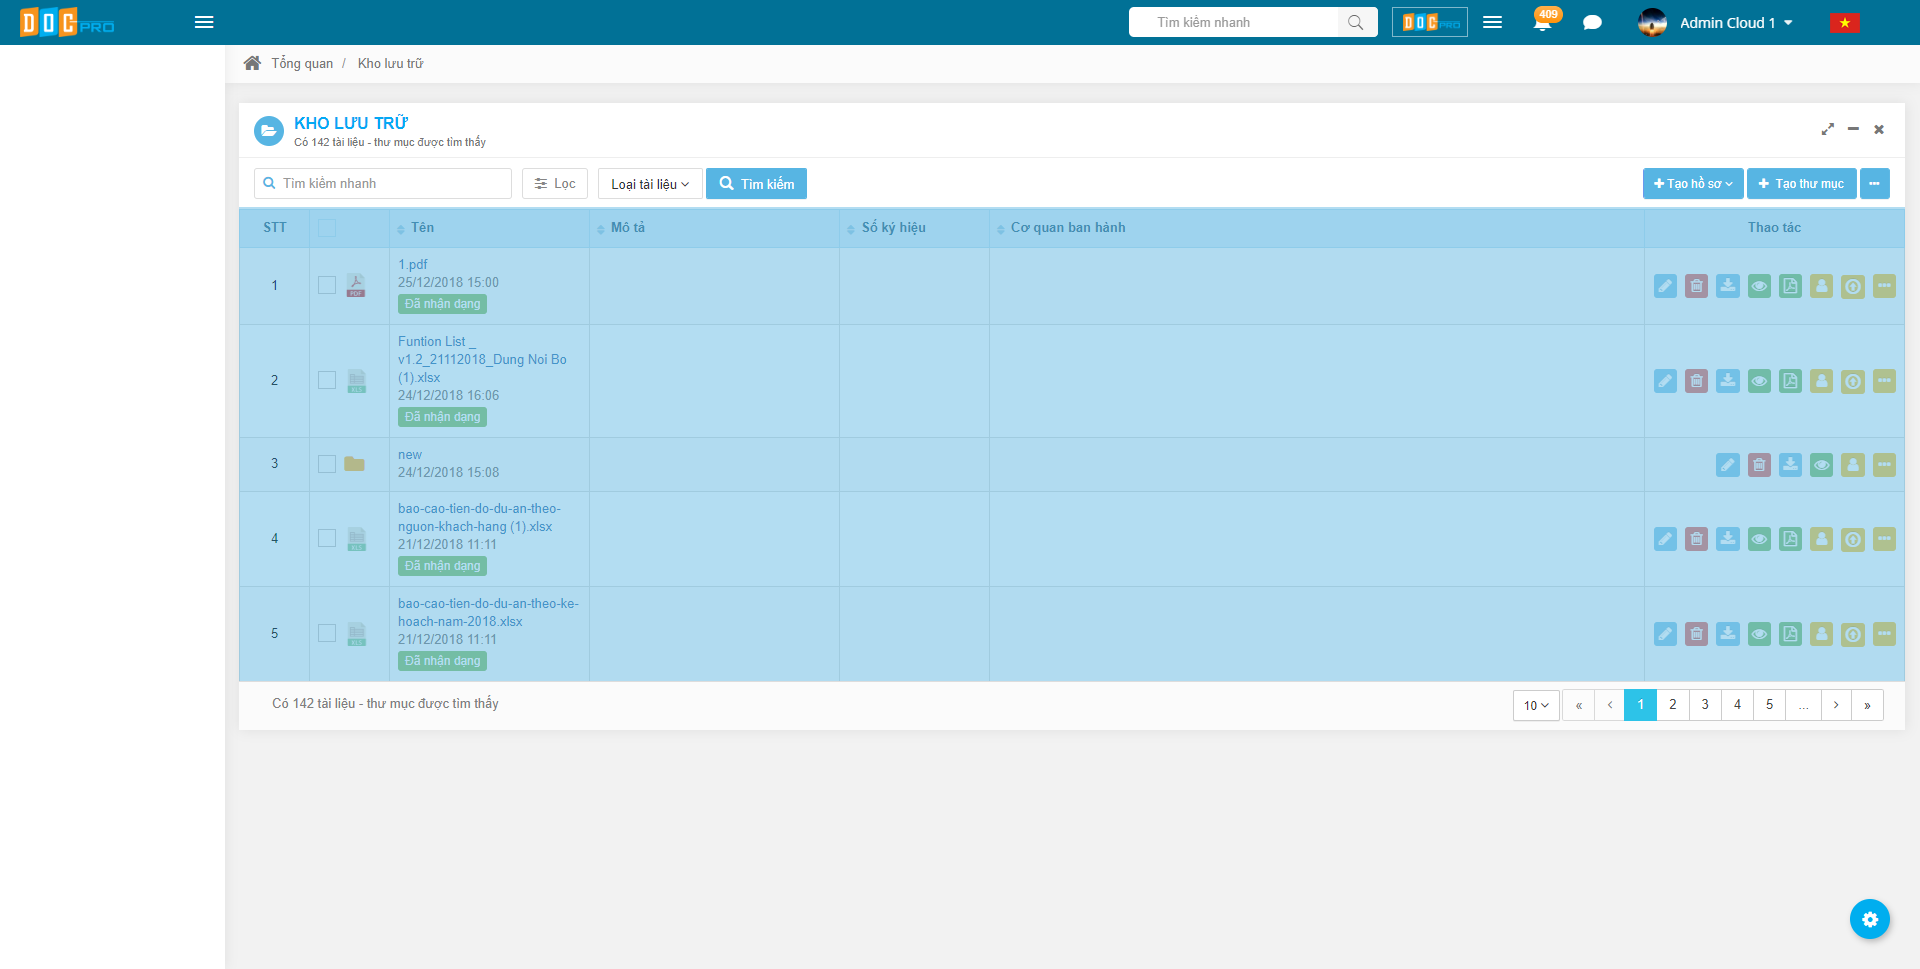 DOCPRO
Tìm kiếm nhanh
DOCPRO
409
Admin Cloud 1
Tổng quan / Kho lưu trữ
KHO LƯU TRỮ
Có 142 tài liệu - thư mục được tìm thấy
Tìm kiếm nhanh
Lọc
Loại tài liệu
Tìm kiếm
Tạo hồ sơ
Tạo thư mục
STT
Tên
Mô tả
Số ký hiệu
Cơ quan ban hành
Thao tác
1
PDF
1.pdf
25/12/2018 15:00
Đã nhận dạng
2
XLS
Funtion List _
v1.2_21112018_Dung Noi Bo
(1).xlsx
24/12/2018 16:06
Đã nhận dạng
3
new
24/12/2018 15:08
4
XLS
bao-cao-tien-do-du-an-theo-
nguon-khach-hang (1).xlsx
21/12/2018 11:11
Đã nhận dạng
5
XLS
bao-cao-tien-do-du-an-theo-ke-
hoach-nam-2018.xlsx
21/12/2018 11:11
Đã nhận dạng
Có 142 tài liệu - thư mục được tìm thấy
10 « ‹ 1 2 3 4 5 ... › »